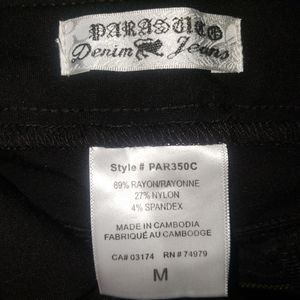 PARASUCO
Denim Jeans
Style # PAR350C
69% RAYON/RAYONNE
27% NYLON
4% SPANDEX
MADE IN CAMBODIA
FABRIQUÉ AU CAMBODGE
CA# 03174 RN # 74979
M